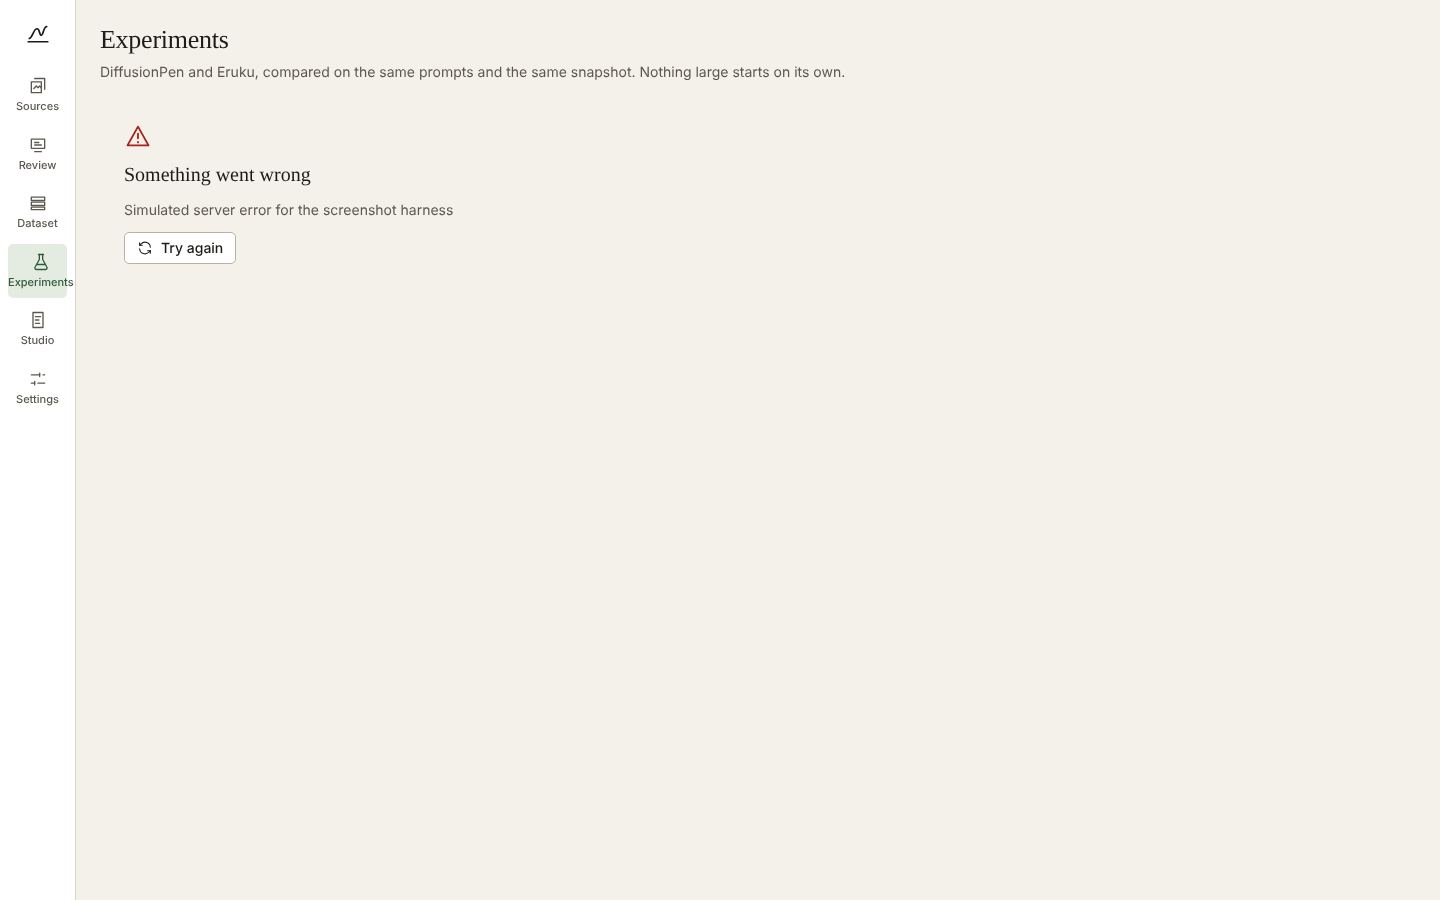 Experiments
DiffusionPen and Eruku, compared on the same prompts and the same snapshot. Nothing large starts on its own.
Sources
Review
Dataset
Experiments
Studio
Settings
Something went wrong
Simulated server error for the screenshot harness
Try again